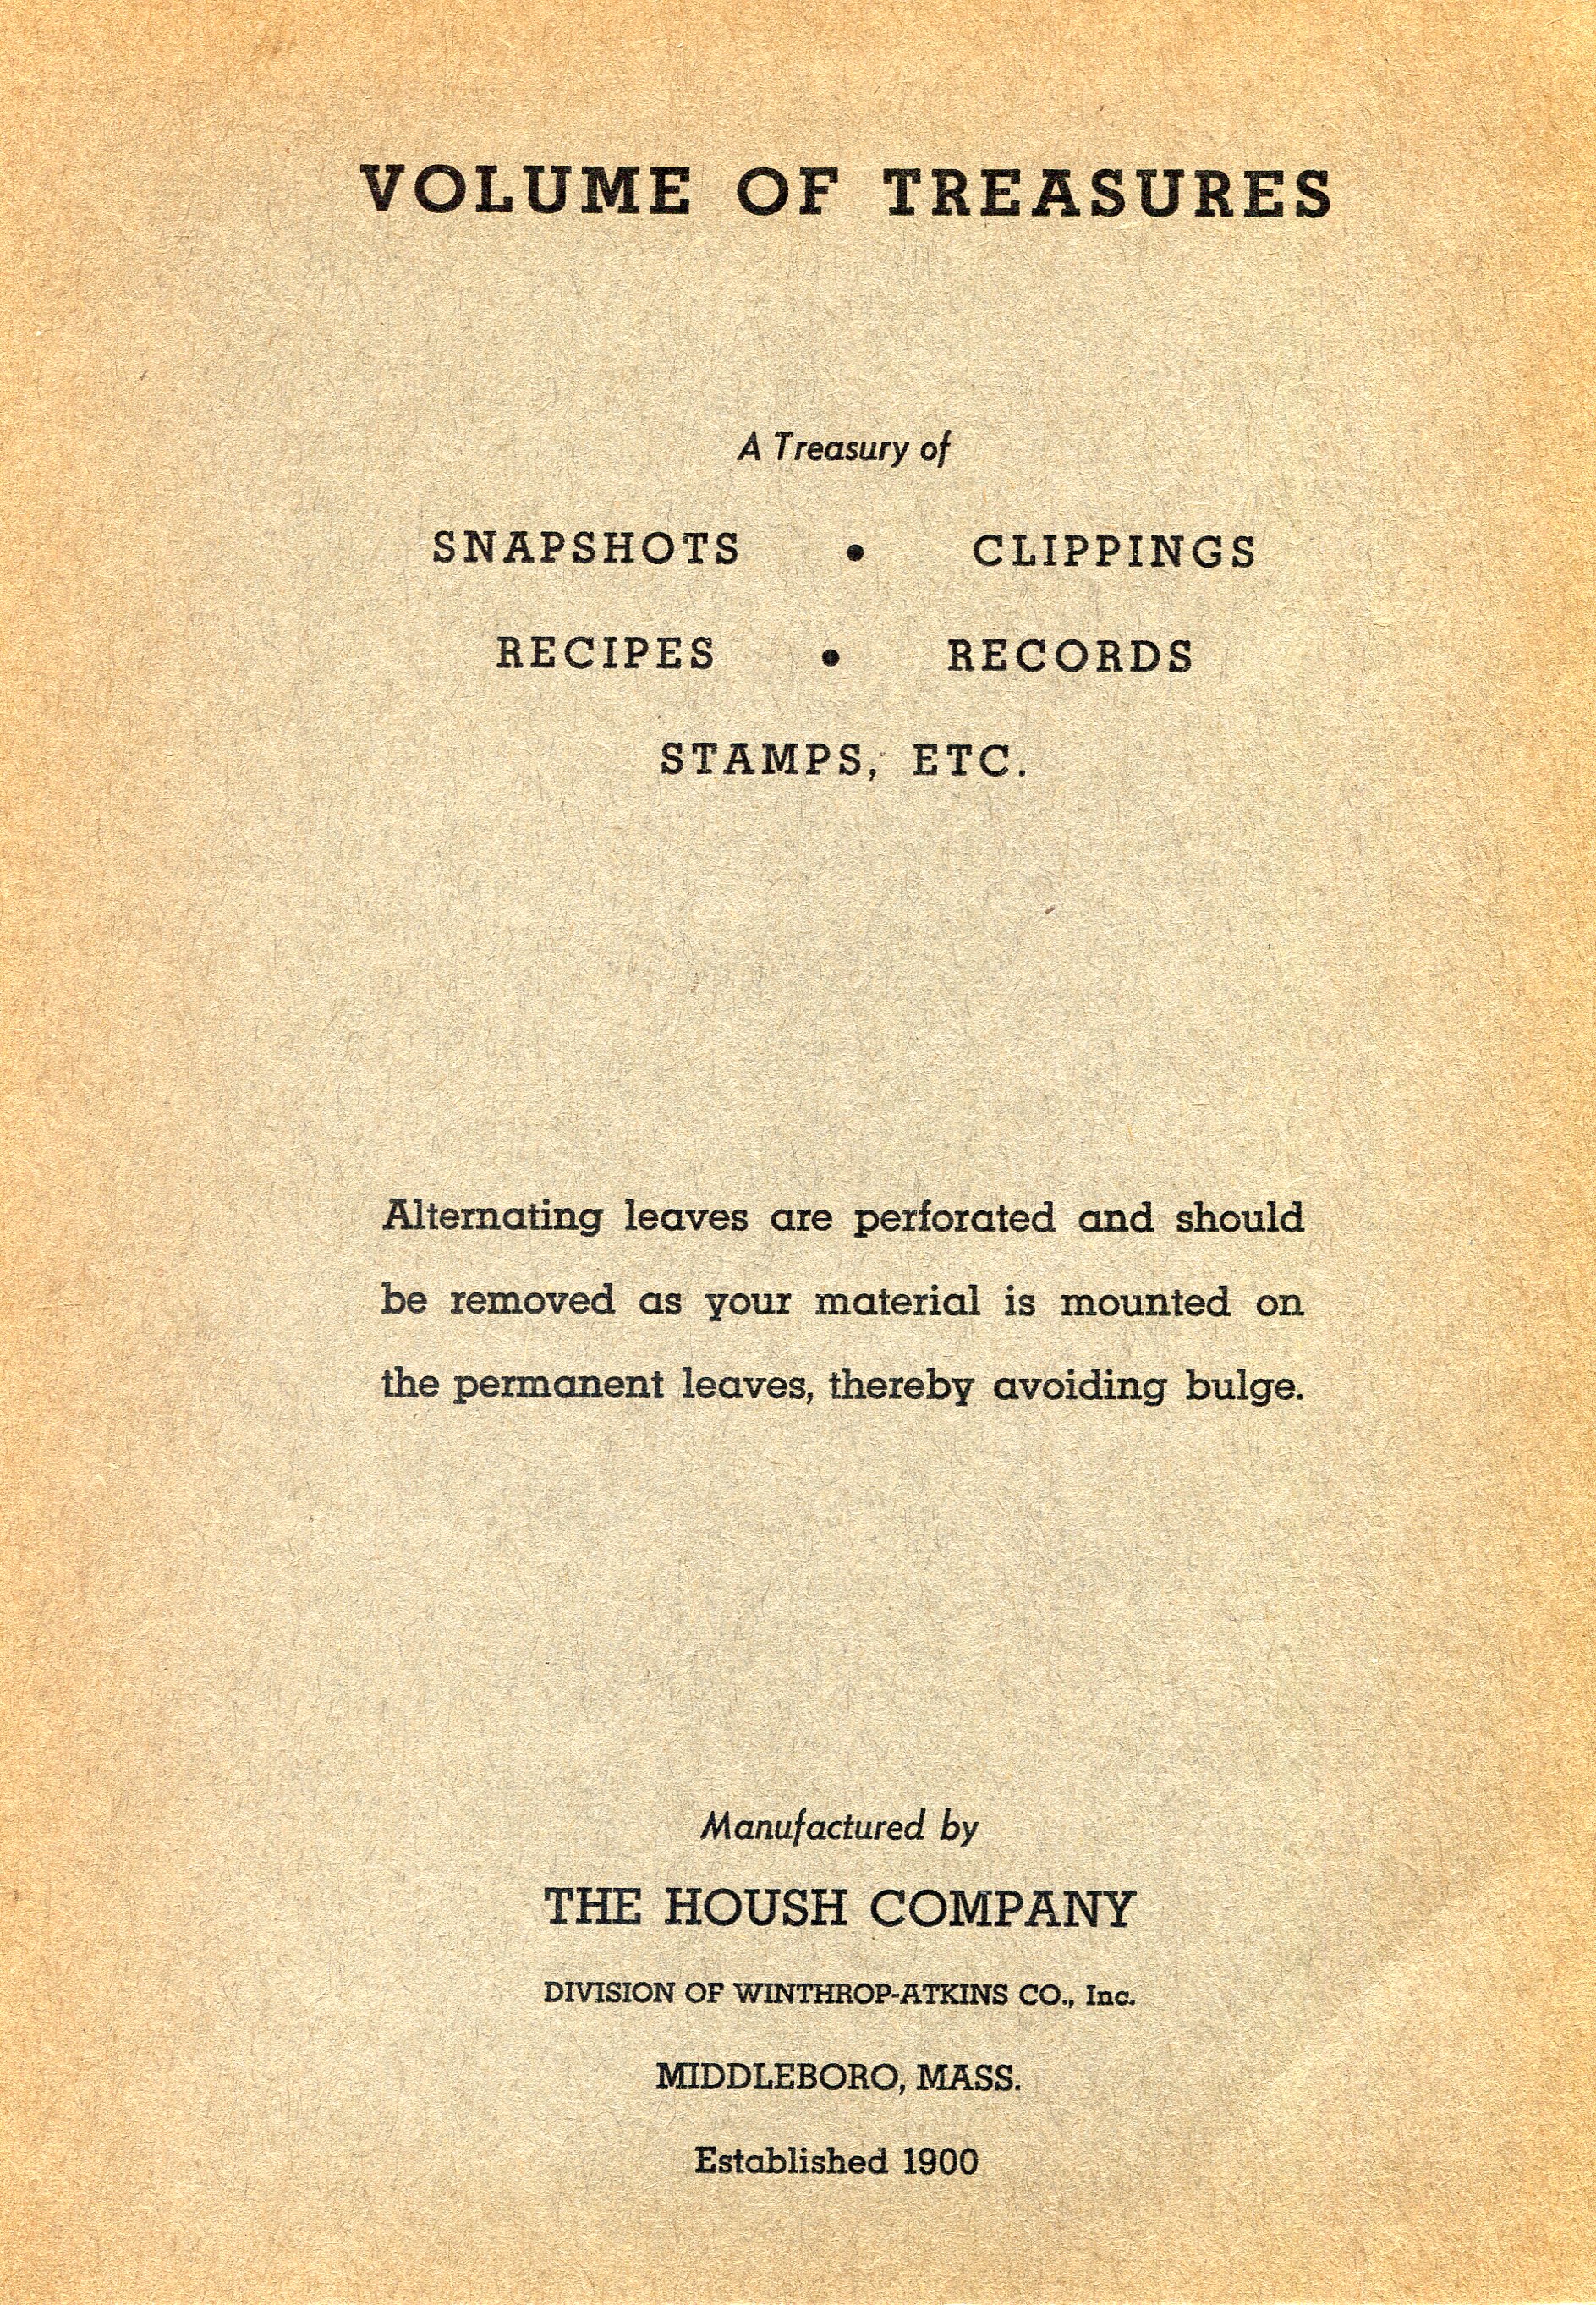 VOLUME OF TREASURES
A Treasury of
SNAPSHOTS • CLIPPINGS
RECIPES • RECORDS
STAMPS, ETC.
Alternating leaves are perforated and should
be removed as your material is mounted on
the permanent leaves, thereby avoiding bulge.
Manufactured by
THE HOUSH COMPANY
DIVISION OF WINTHROP-ATKINS CO., Inc.
MIDDLEBORO, MASS.
Established 1900